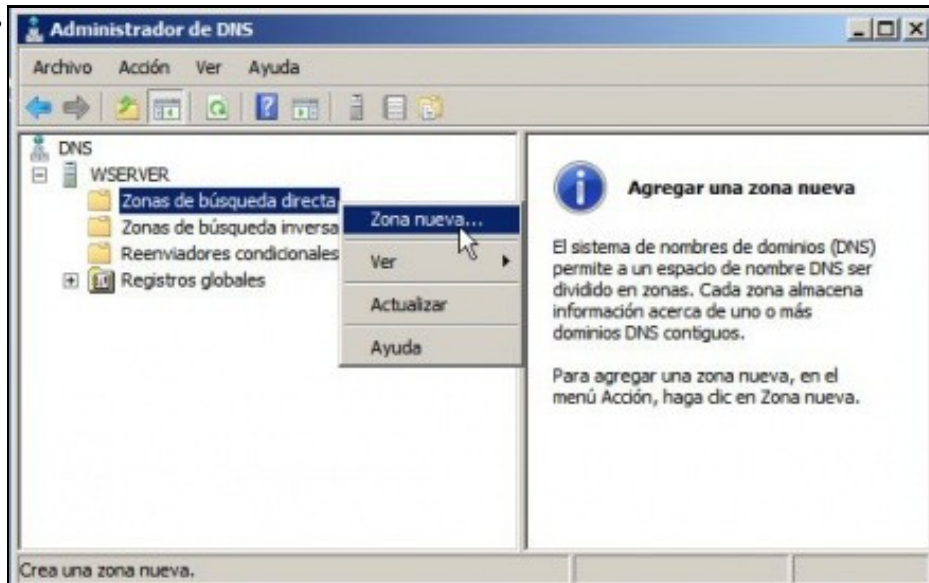 Administrador de DNS
Archivo Acción Ver Ayuda
DNS
WSERVER
Zonas de búsqueda directa
Zonas de búsqueda inversa
Reenviadores condicionales
Registros globales
Zona nueva...
Ver
Actualizar
Ayuda
Agregar una zona nueva
El sistema de nombres de dominios (DNS)
permite a un espacio de nombre DNS ser
dividido en zonas. Cada zona almacena
información acerca de uno o más
dominios DNS contiguos.
Para agregar una zona nueva, en el
menú Acción, haga clic en Zona nueva.
Crea una zona nueva.